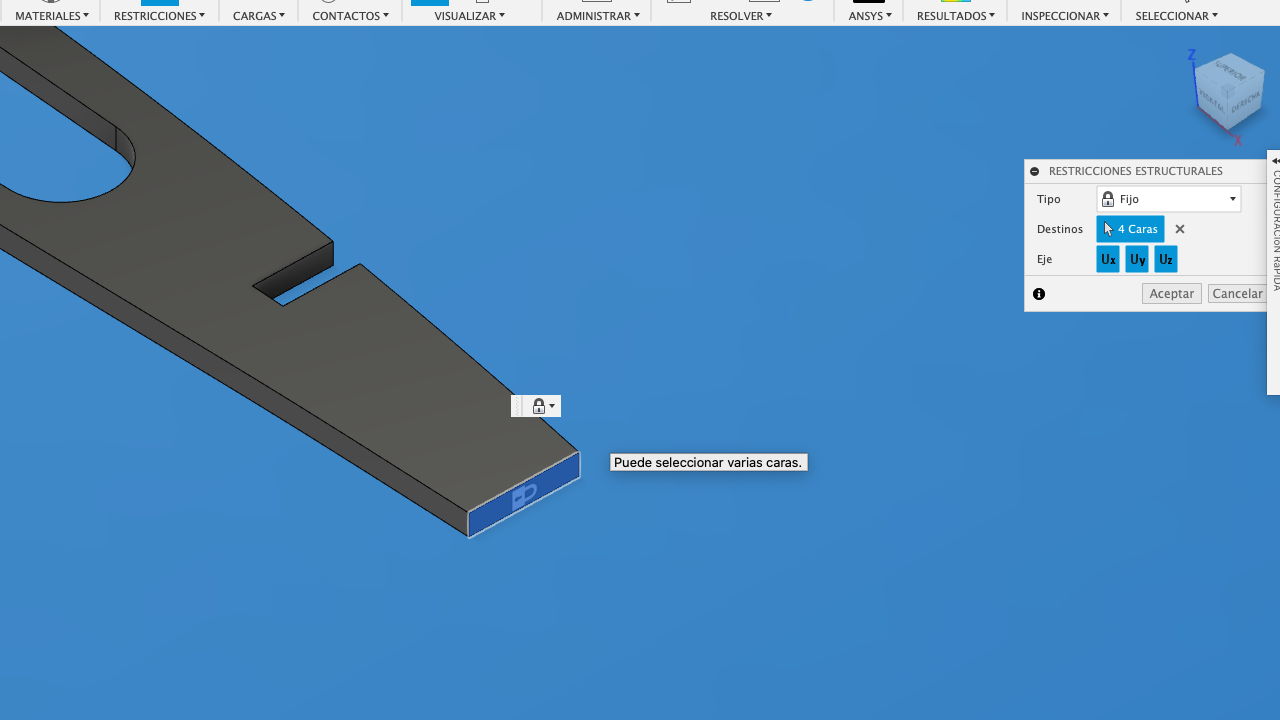 MATERIALES RESTRICCIONES CARGAS CONTACTOS VISUALIZAR ADMINISTRAR RESOLVER ANSYS RESULTADOS INSPECCIONAR SELECCIONAR
Z
SUPERIOR
DERECHA
X
RESTRICCIONES ESTRUCTURALES
Tipo Fijo
Destinos 4 Caras
Eje Ux Uy Uz
Aceptar Cancelar
CONFIGURACIÓN RáPIDA
Puede seleccionar varias caras.